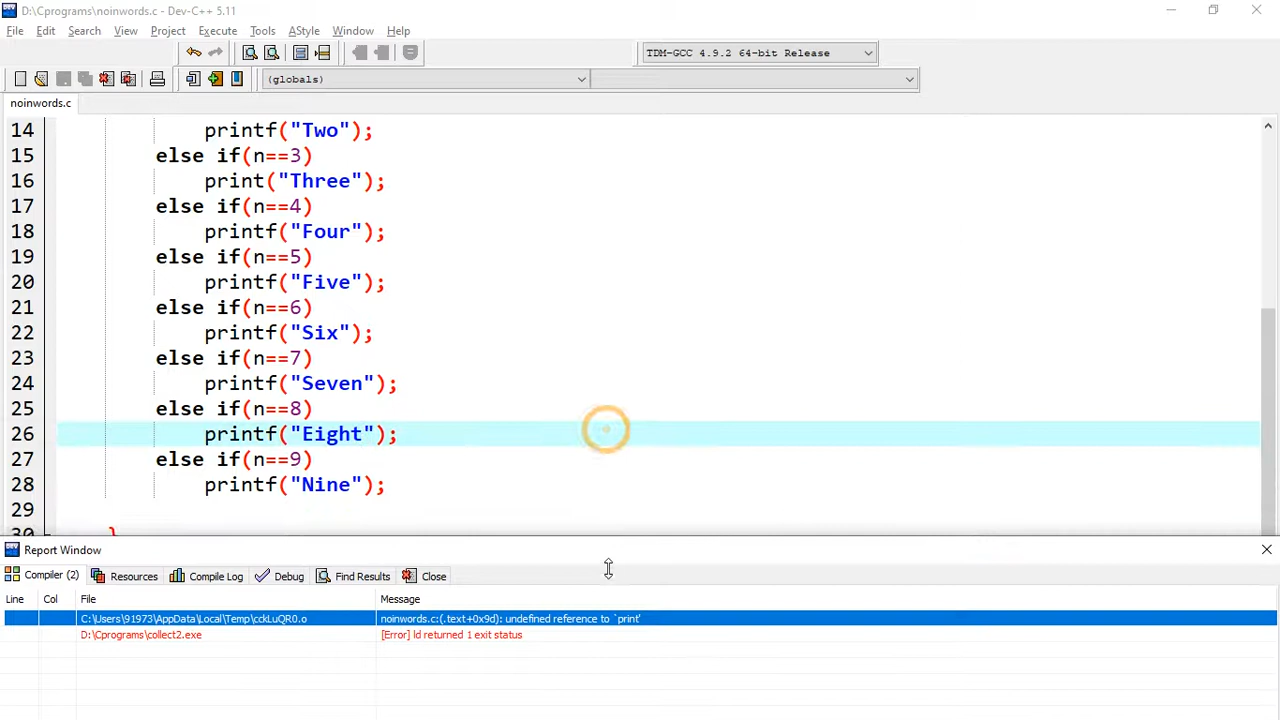 D:\Cprograms\noinwords.c - Dev-C++ 5.11
File Edit Search View Project Execute Tools AStyle Window Help
TDM-GCC 4.9.2 64-bit Release
(globals)
noinwords.c
14 printf("Two");
15 else if(n==3)
16 print("Three");
17 else if(n==4)
18 printf("Four");
19 else if(n==5)
20 printf("Five");
21 else if(n==6)
22 printf("Six");
23 else if(n==7)
24 printf("Seven");
25 else if(n==8)
26 printf("Eight");
27 else if(n==9)
28 printf("Nine");
29
30 }
Report Window
Compiler (2) Resources Compile Log Debug Find Results Close
Line Col File Message
C:\Users\91973\AppData\Local\Temp\cckLuQR0.o noinwords.c:(.text+0x9d): undefined reference to `print'
D:\Cprograms\collect2.exe [Error] ld returned 1 exit status